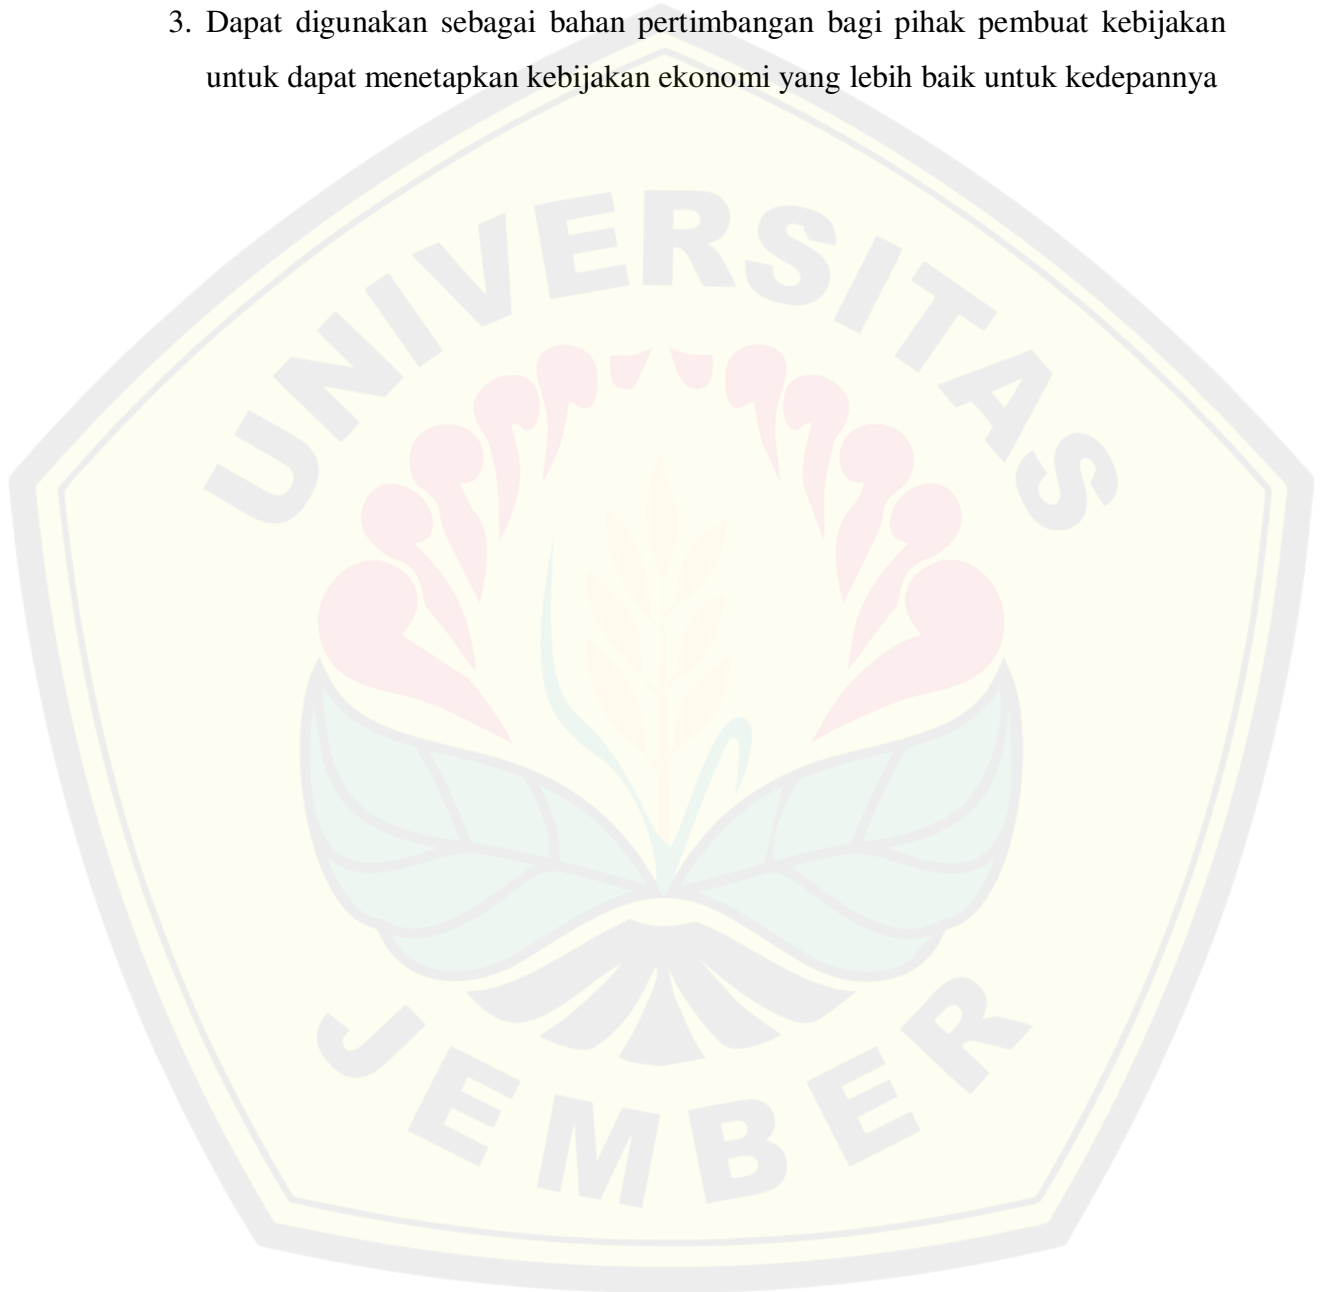 3. Dapat digunakan sebagai bahan pertimbangan bagi pihak pembuat kebijakan
untuk dapat menetapkan kebijakan ekonomi yang lebih baik untuk kedepannya
UNIVERSITAS
JEMBER